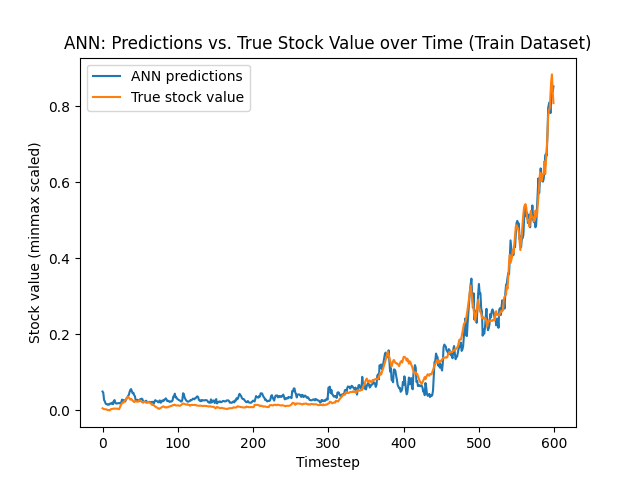 ANN: Predictions vs. True Stock Value over Time (Train Dataset)
ANN predictions
True stock value
Stock value (minmax scaled)
0.8
0.6
0.4
0.2
0.0
0 100 200 300 400 500 600
Timestep